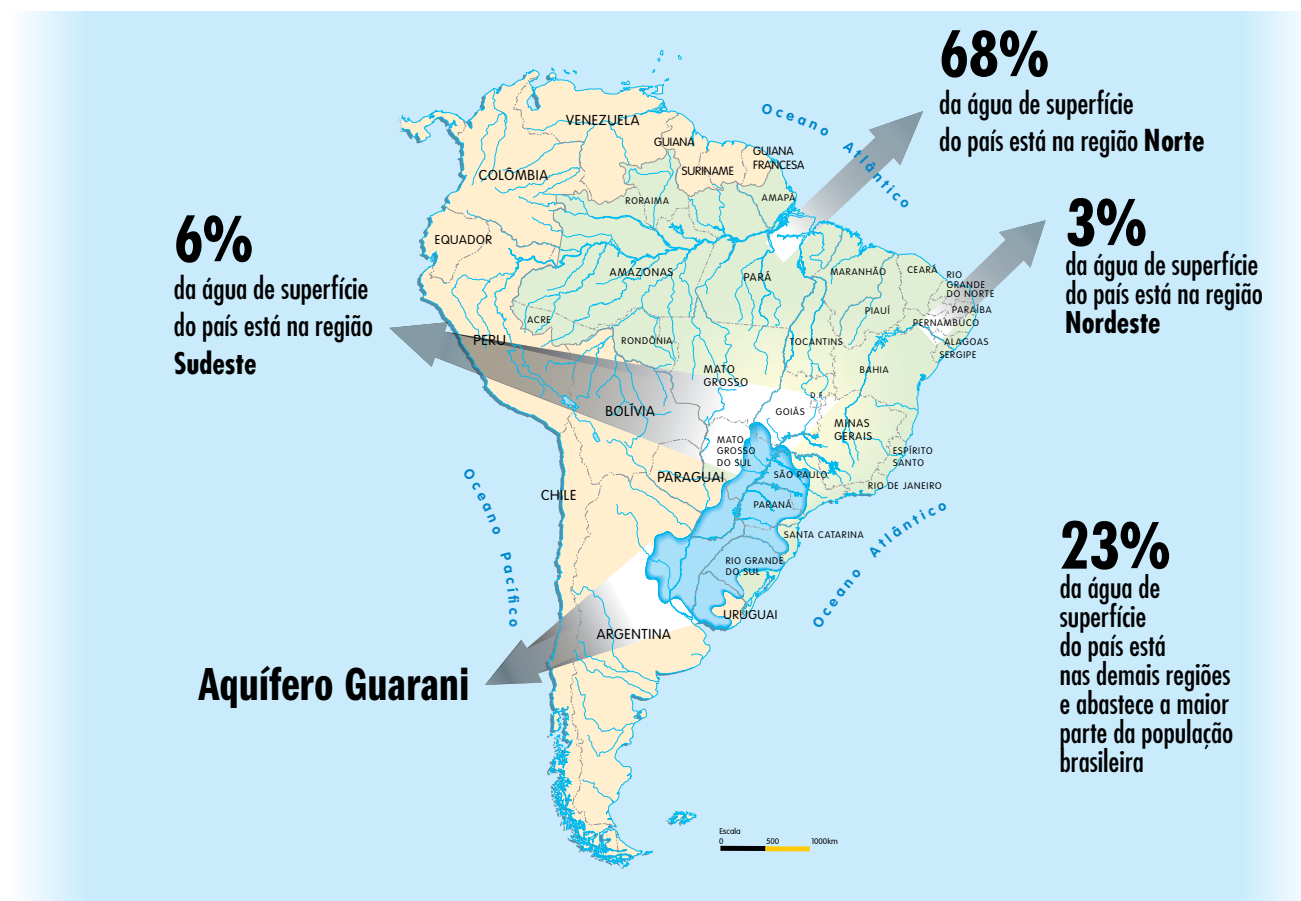 68%
da água de superfície
do país está na região Norte
3%
da água de superfície
do país está na região
Nordeste
6%
da água de superfície
do país está na região
Sudeste
23%
da água de
superfície
do país está
nas demais regiões
e abastece a maior
parte da população
brasileira
Aquífero Guarani
Oceano Atlântico
Oceano Pacífico
Oceano Atlântico
VENEZUELA
GUIANA
SURINAME
GUIANA
FRANCESA
COLÔMBIA
EQUADOR
PERU
BOLÍVIA
PARAGUAI
CHILE
ARGENTINA
URUGUAI
RORAIMA
AMAPÁ
AMAZONAS
PARÁ
MARANHÃO
CEARÁ
RIO
GRANDE
DO NORTE
PARAÍBA
PIAUÍ
PERNAMBUCO
ALAGOAS
SERGIPE
ACRE
RONDÔNIA
TOCANTINS
BAHIA
MATO
GROSSO
D.F.
GOIÁS
MINAS
GERAIS
ESPÍRITO
SANTO
MATO
GROSSO
DO SUL
SÃO PAULO
RIO DE JANEIRO
PARANÁ
SANTA CATARINA
RIO GRANDE
DO SUL
Escala
0 500 1000km